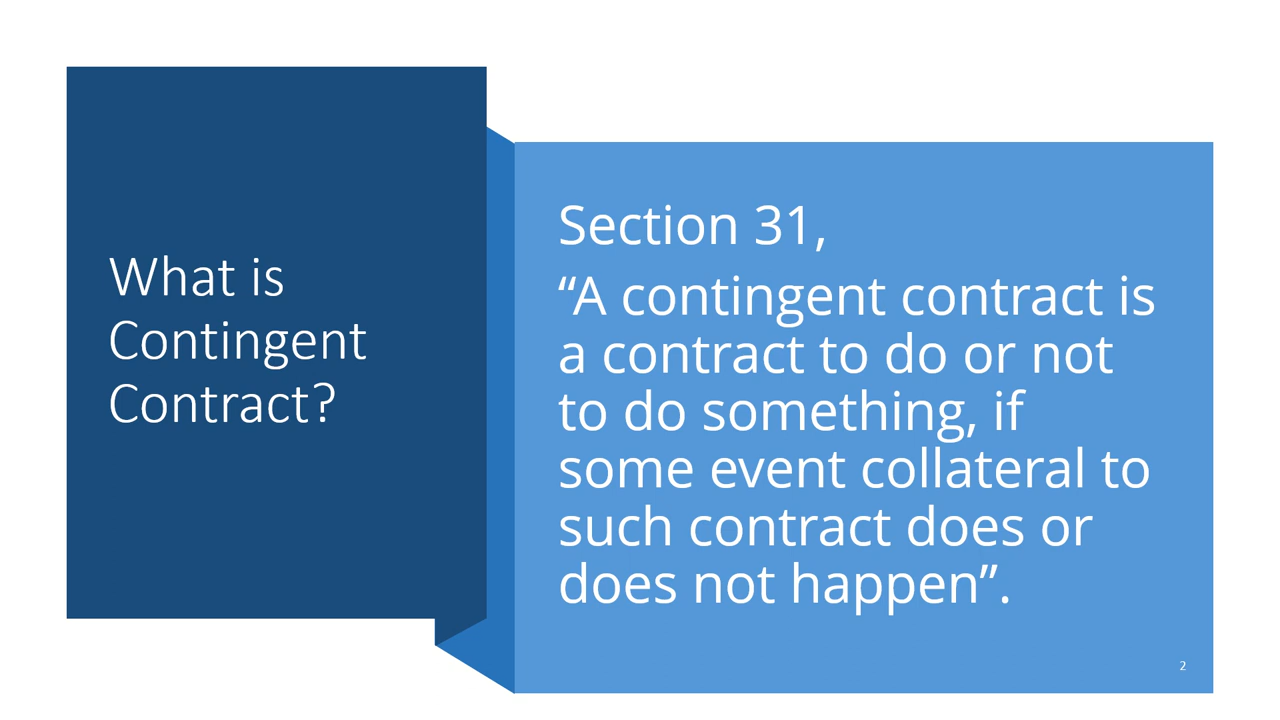 What is
Contingent
Contract?
Section 31,
“A contingent contract is
a contract to do or not
to do something, if
some event collateral to
such contract does or
does not happen”.
2